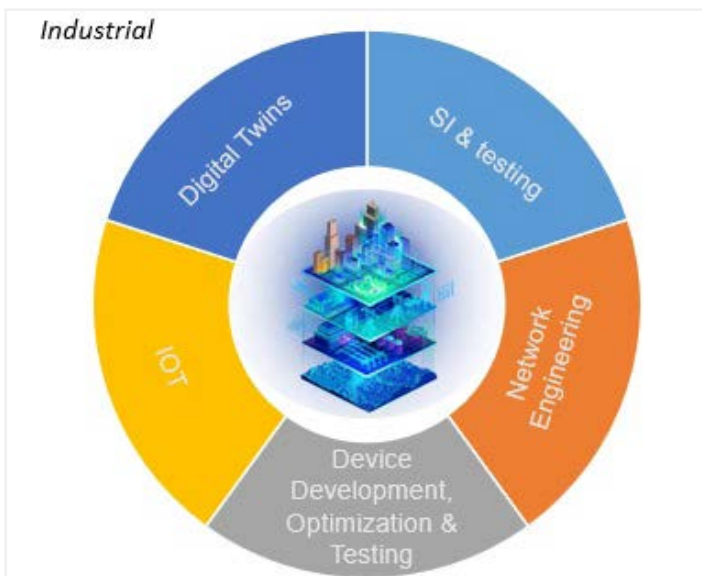 Industrial
Digital Twins
SI & testing
IOT
Network
Engineering
Device
Development,
Optimization &
Testing